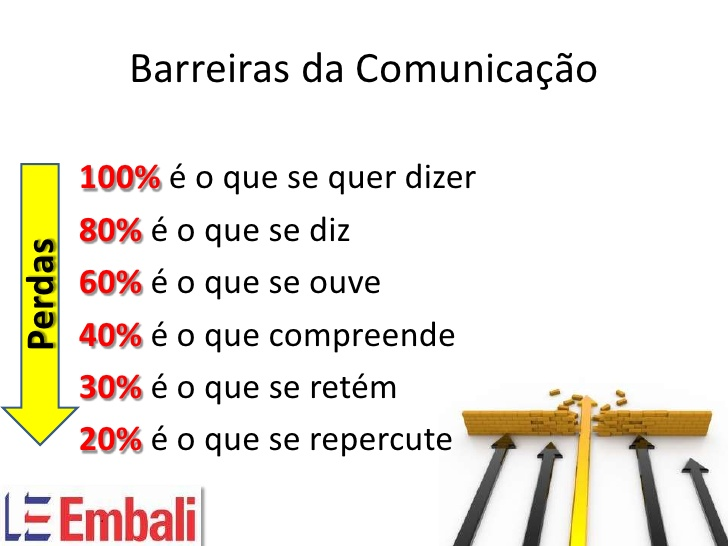 Barreiras da Comunicação
Perdas
100% é o que se quer dizer
80% é o que se diz
60% é o que se ouve
40% é o que compreende
30% é o que se retém
20% é o que se repercute
LE Embali